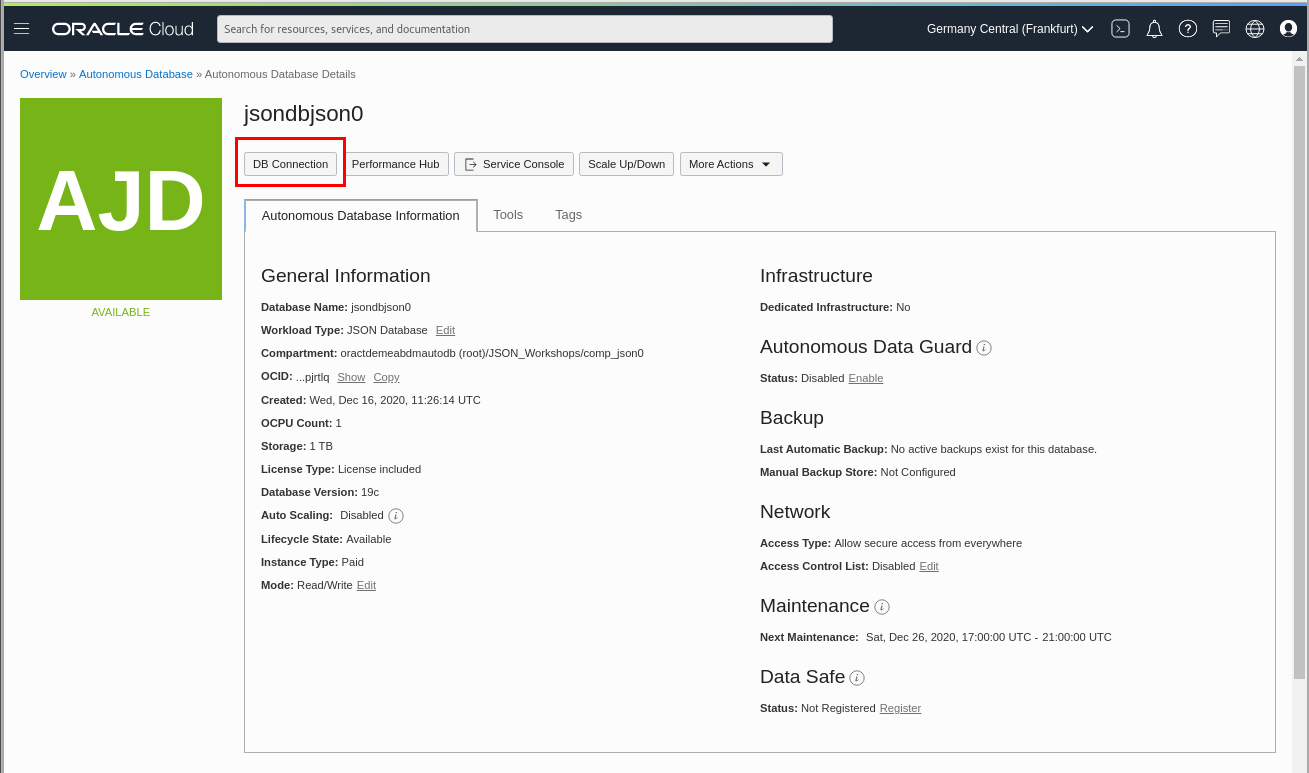 ORACLE Cloud
Search for resources, services, and documentation
Germany Central (Frankfurt)
Overview » Autonomous Database » Autonomous Database Details
AJD
AVAILABLE
jsondbjson0
DB Connection
Performance Hub
Service Console
Scale Up/Down
More Actions
Autonomous Database Information
Tools
Tags
General Information
Database Name: jsondbjson0
Workload Type: JSON Database Edit
Compartment: oractdemeabdmautodb (root)/JSON_Workshops/comp_json0
OCID: ...pjrtlq Show Copy
Created: Wed, Dec 16, 2020, 11:26:14 UTC
OCPU Count: 1
Storage: 1 TB
License Type: License included
Database Version: 19c
Auto Scaling: Disabled i
Lifecycle State: Available
Instance Type: Paid
Mode: Read/Write Edit
Infrastructure
Dedicated Infrastructure: No
Autonomous Data Guard i
Status: Disabled Enable
Backup
Last Automatic Backup: No active backups exist for this database.
Manual Backup Store: Not Configured
Network
Access Type: Allow secure access from everywhere
Access Control List: Disabled Edit
Maintenance i
Next Maintenance: Sat, Dec 26, 2020, 17:00:00 UTC - 21:00:00 UTC
Data Safe i
Status: Not Registered Register